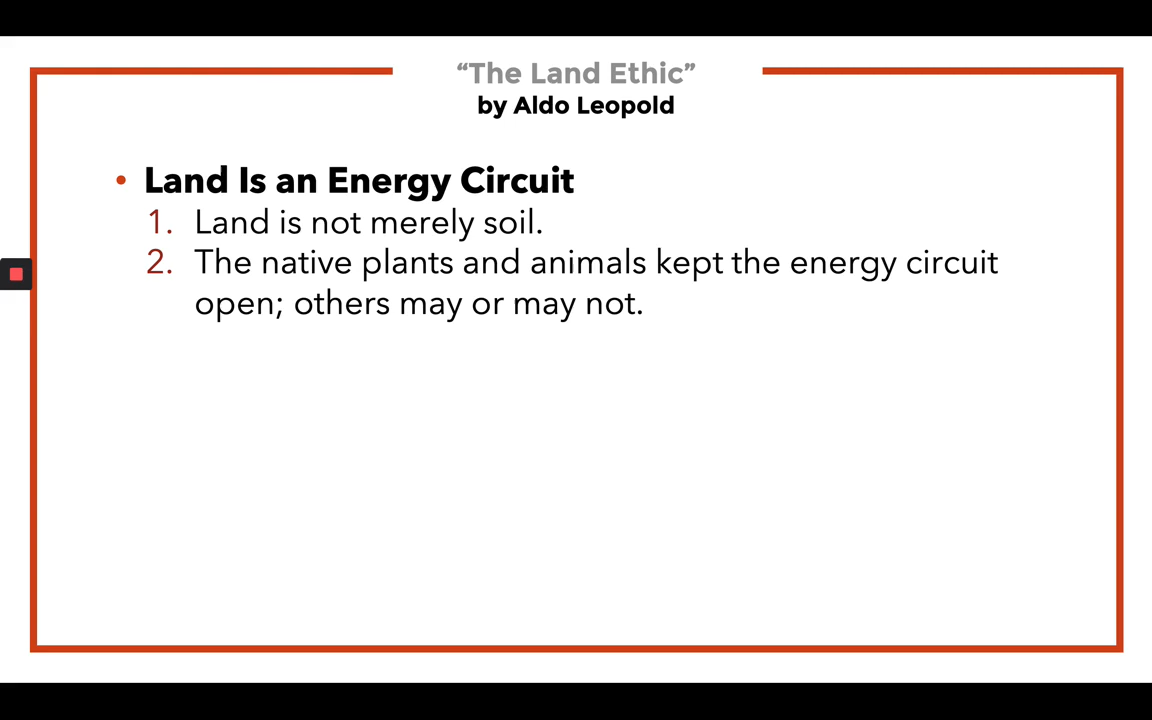 “The Land Ethic”
by Aldo Leopold
• Land Is an Energy Circuit
1. Land is not merely soil.
2. The native plants and animals kept the energy circuit
open; others may or may not.